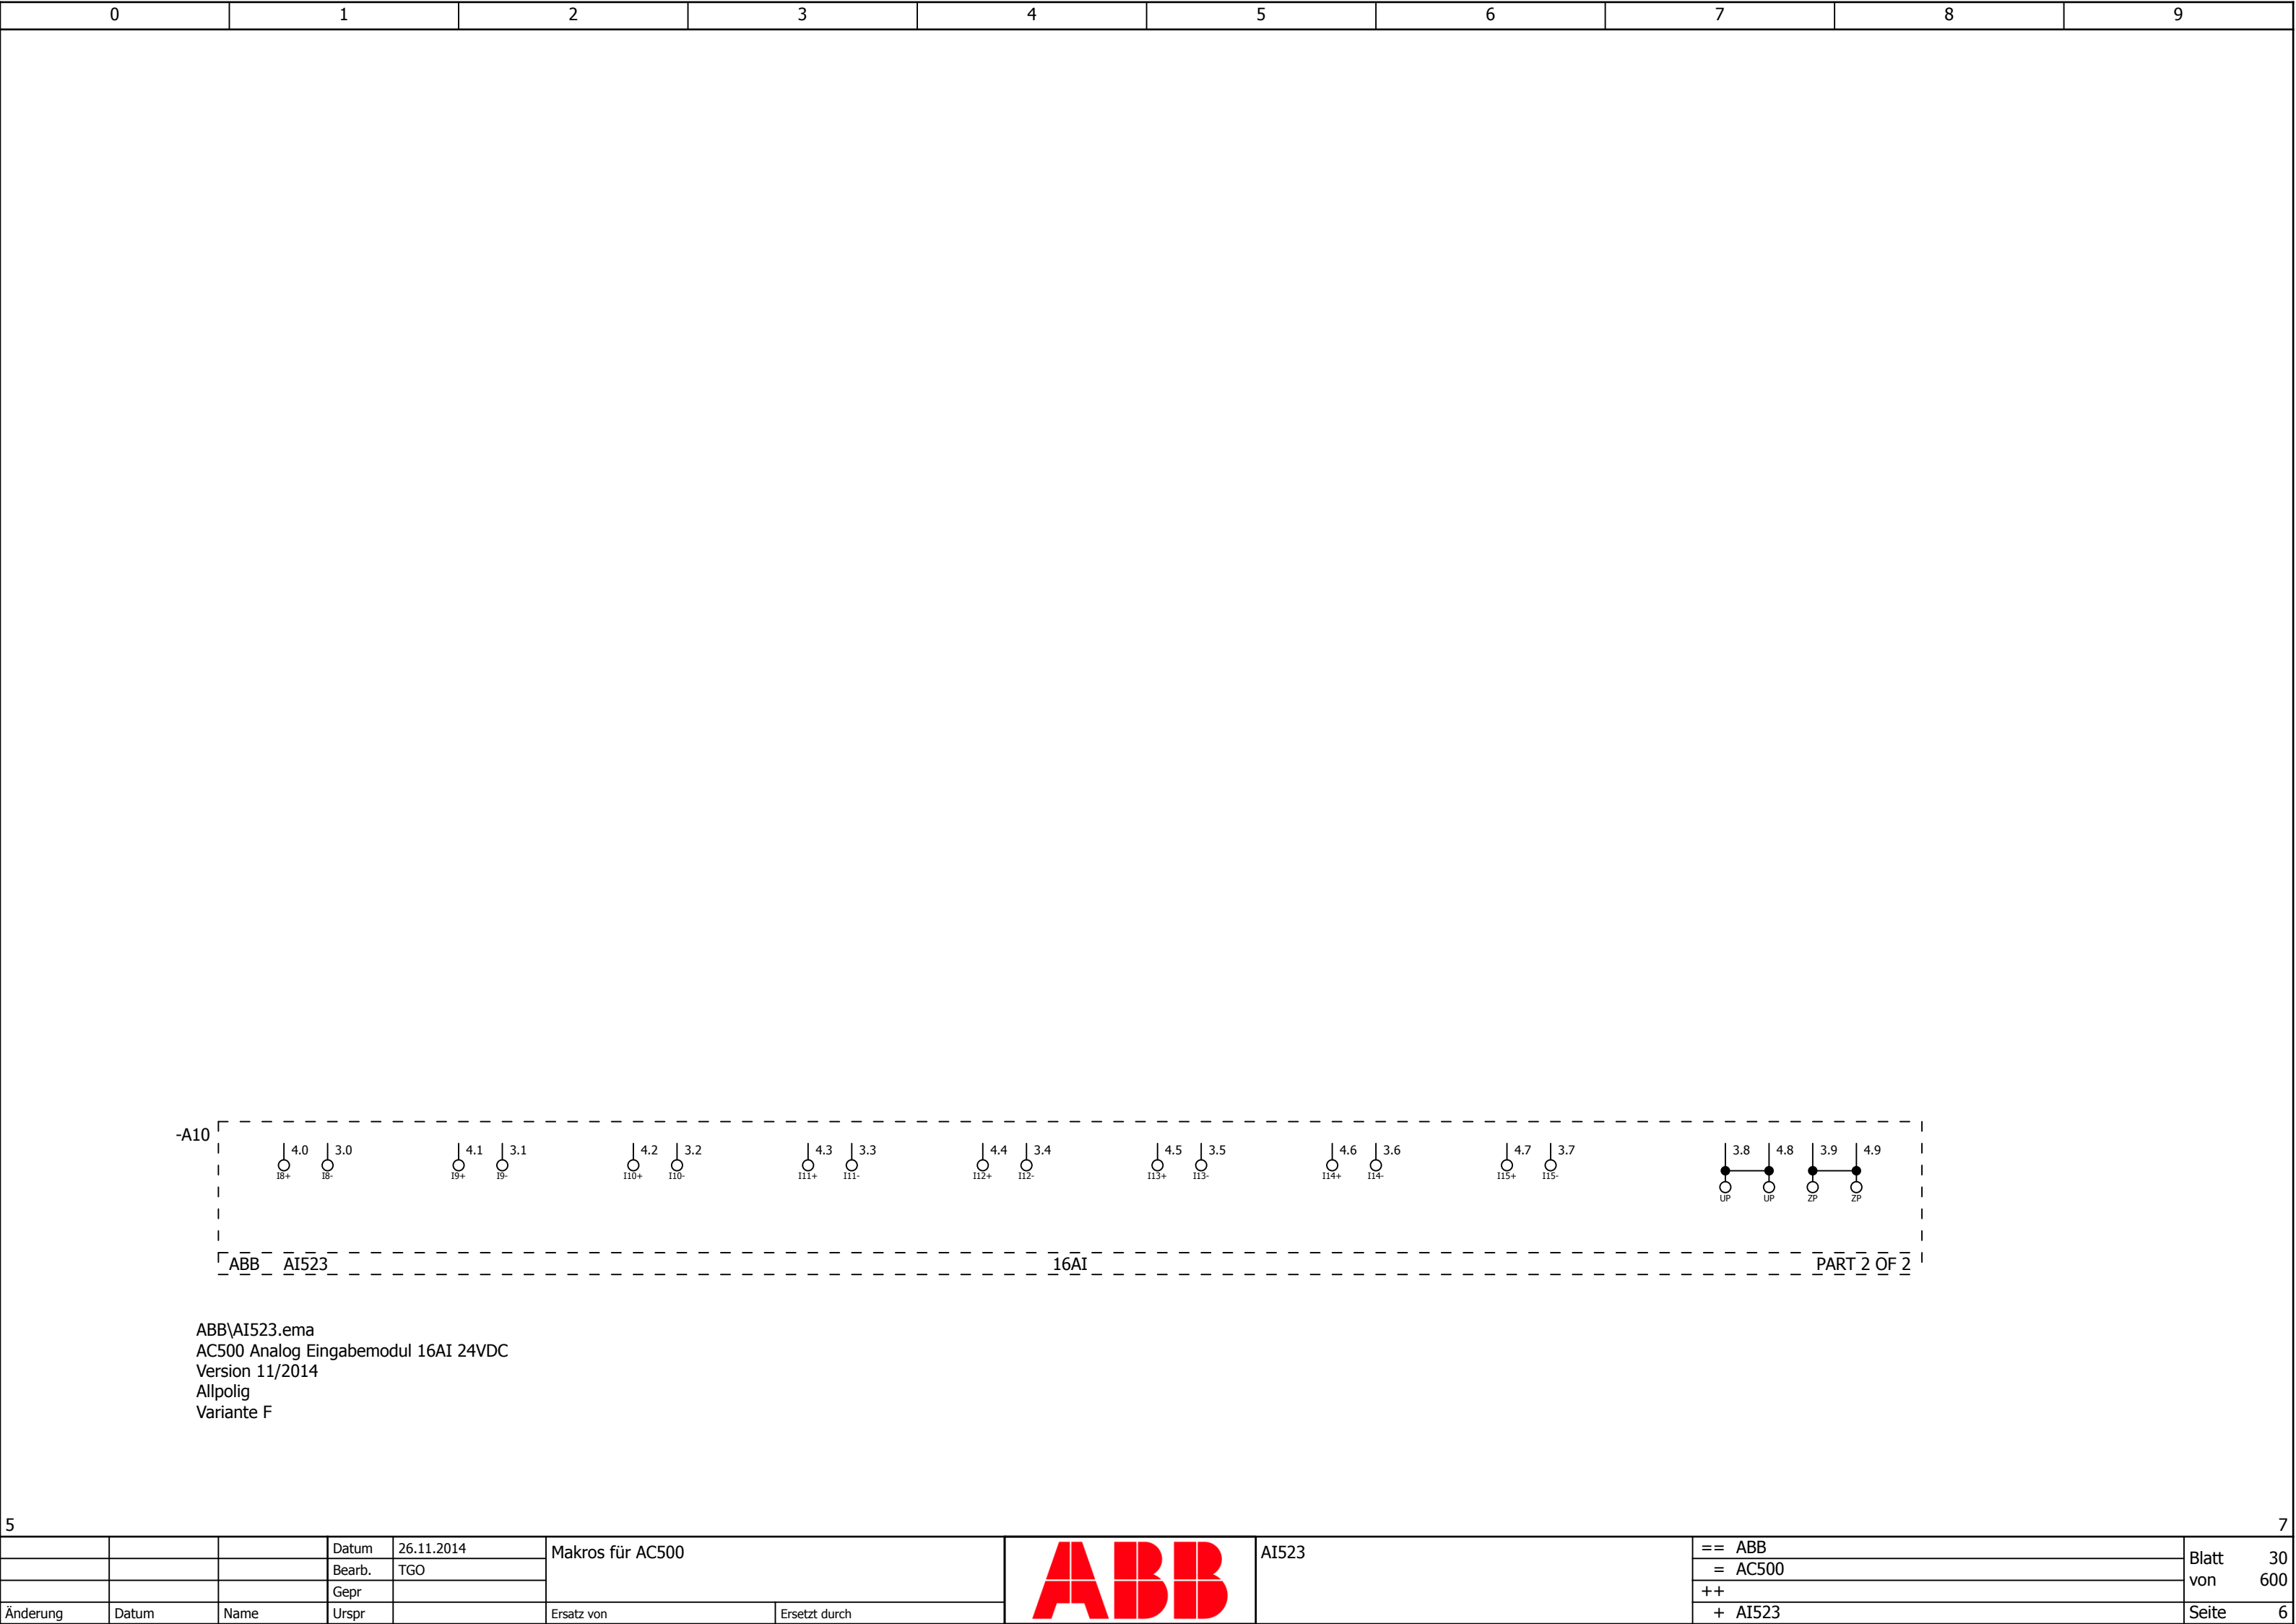 0 1 2 3 4 5 6 7 8 9
-A10
4.0 3.0 4.1 3.1 4.2 3.2 4.3 3.3 4.4 3.4 4.5 3.5 4.6 3.6 4.7 3.7 3.8 4.8 3.9 4.9
I8+ I8- I9+ I9- I10+ I10- I11+ I11- I12+ I12- I13+ I13- I14+ I14- I15+ I15- UP UP ZP ZP
ABB AI523 16AI PART 2 OF 2
ABB\AI523.ema
AC500 Analog Eingabemodul 16AI 24VDC
Version 11/2014
Allpolig
Variante F
5 7
Datum 26.11.2014 Makros für AC500 ABB AI523 == ABB Blatt 30
Bearb. TGO = AC500 von 600
Gepr ++
Änderung Datum Name Urspr Ersatz von Ersetzt durch + AI523 Seite 6